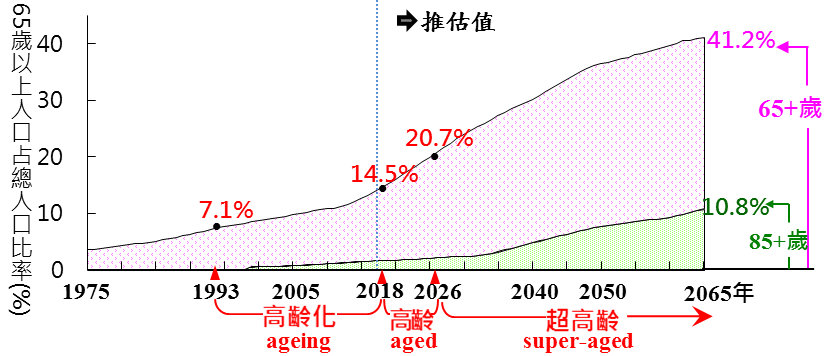 65歲以上人口占總人口比率(%)
➔推估值
40
30
20
10
0
7.1%
14.5%
20.7%
41.2%
65+歲
10.8%
85+歲
1975
1993
2005
2018
2026
2040
2050
2065年
高齡化
ageing
高齡
aged
超高齡
super-aged